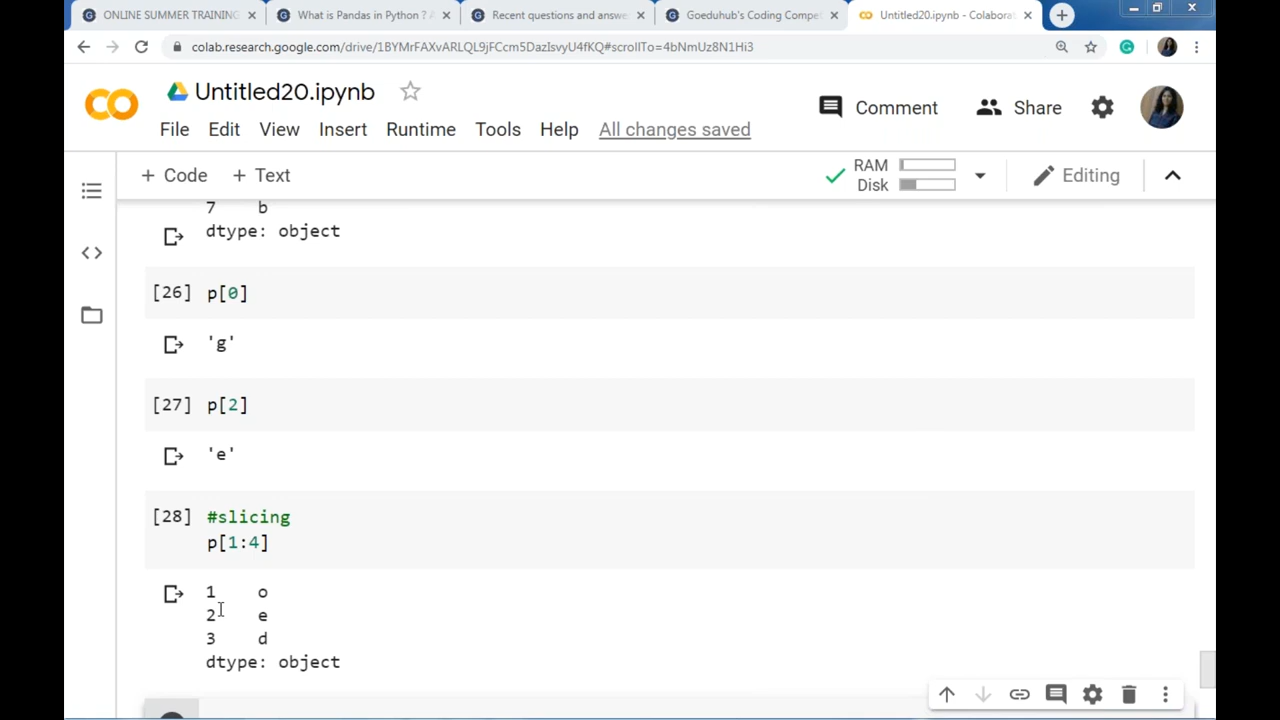 ONLINE SUMMER TRAINING
What is Pandas in Python ? A
Recent questions and answe
Goeduhub's Coding Compet
Untitled20.ipynb - Colaborat
colab.research.google.com/drive/1BYMrFAXvARLQL9jFCcm5DazIsvyU4fKQ#scrollTo=4bNmUz8N1Hi3
CO
Untitled20.ipynb
Comment
Share
File Edit View Insert Runtime Tools Help All changes saved
+ Code + Text
RAM
Disk
Editing
7 b
dtype: object
[26] p[0]
'g'
[27] p[2]
'e'
[28] #slicing
p[1:4]
1 o
2 e
3 d
dtype: object